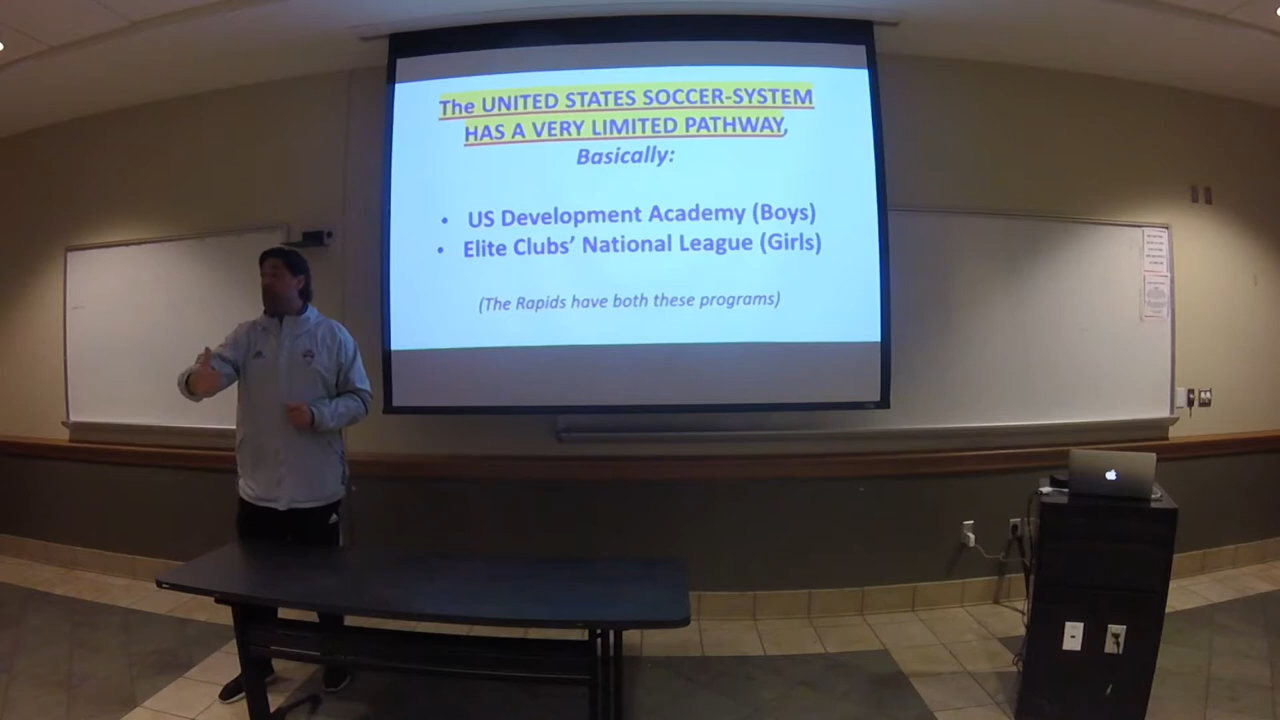 The UNITED STATES SOCCER-SYSTEM
HAS A VERY LIMITED PATHWAY,
Basically:
• US Development Academy (Boys)
• Elite Clubs’ National League (Girls)
(The Rapids have both these programs)